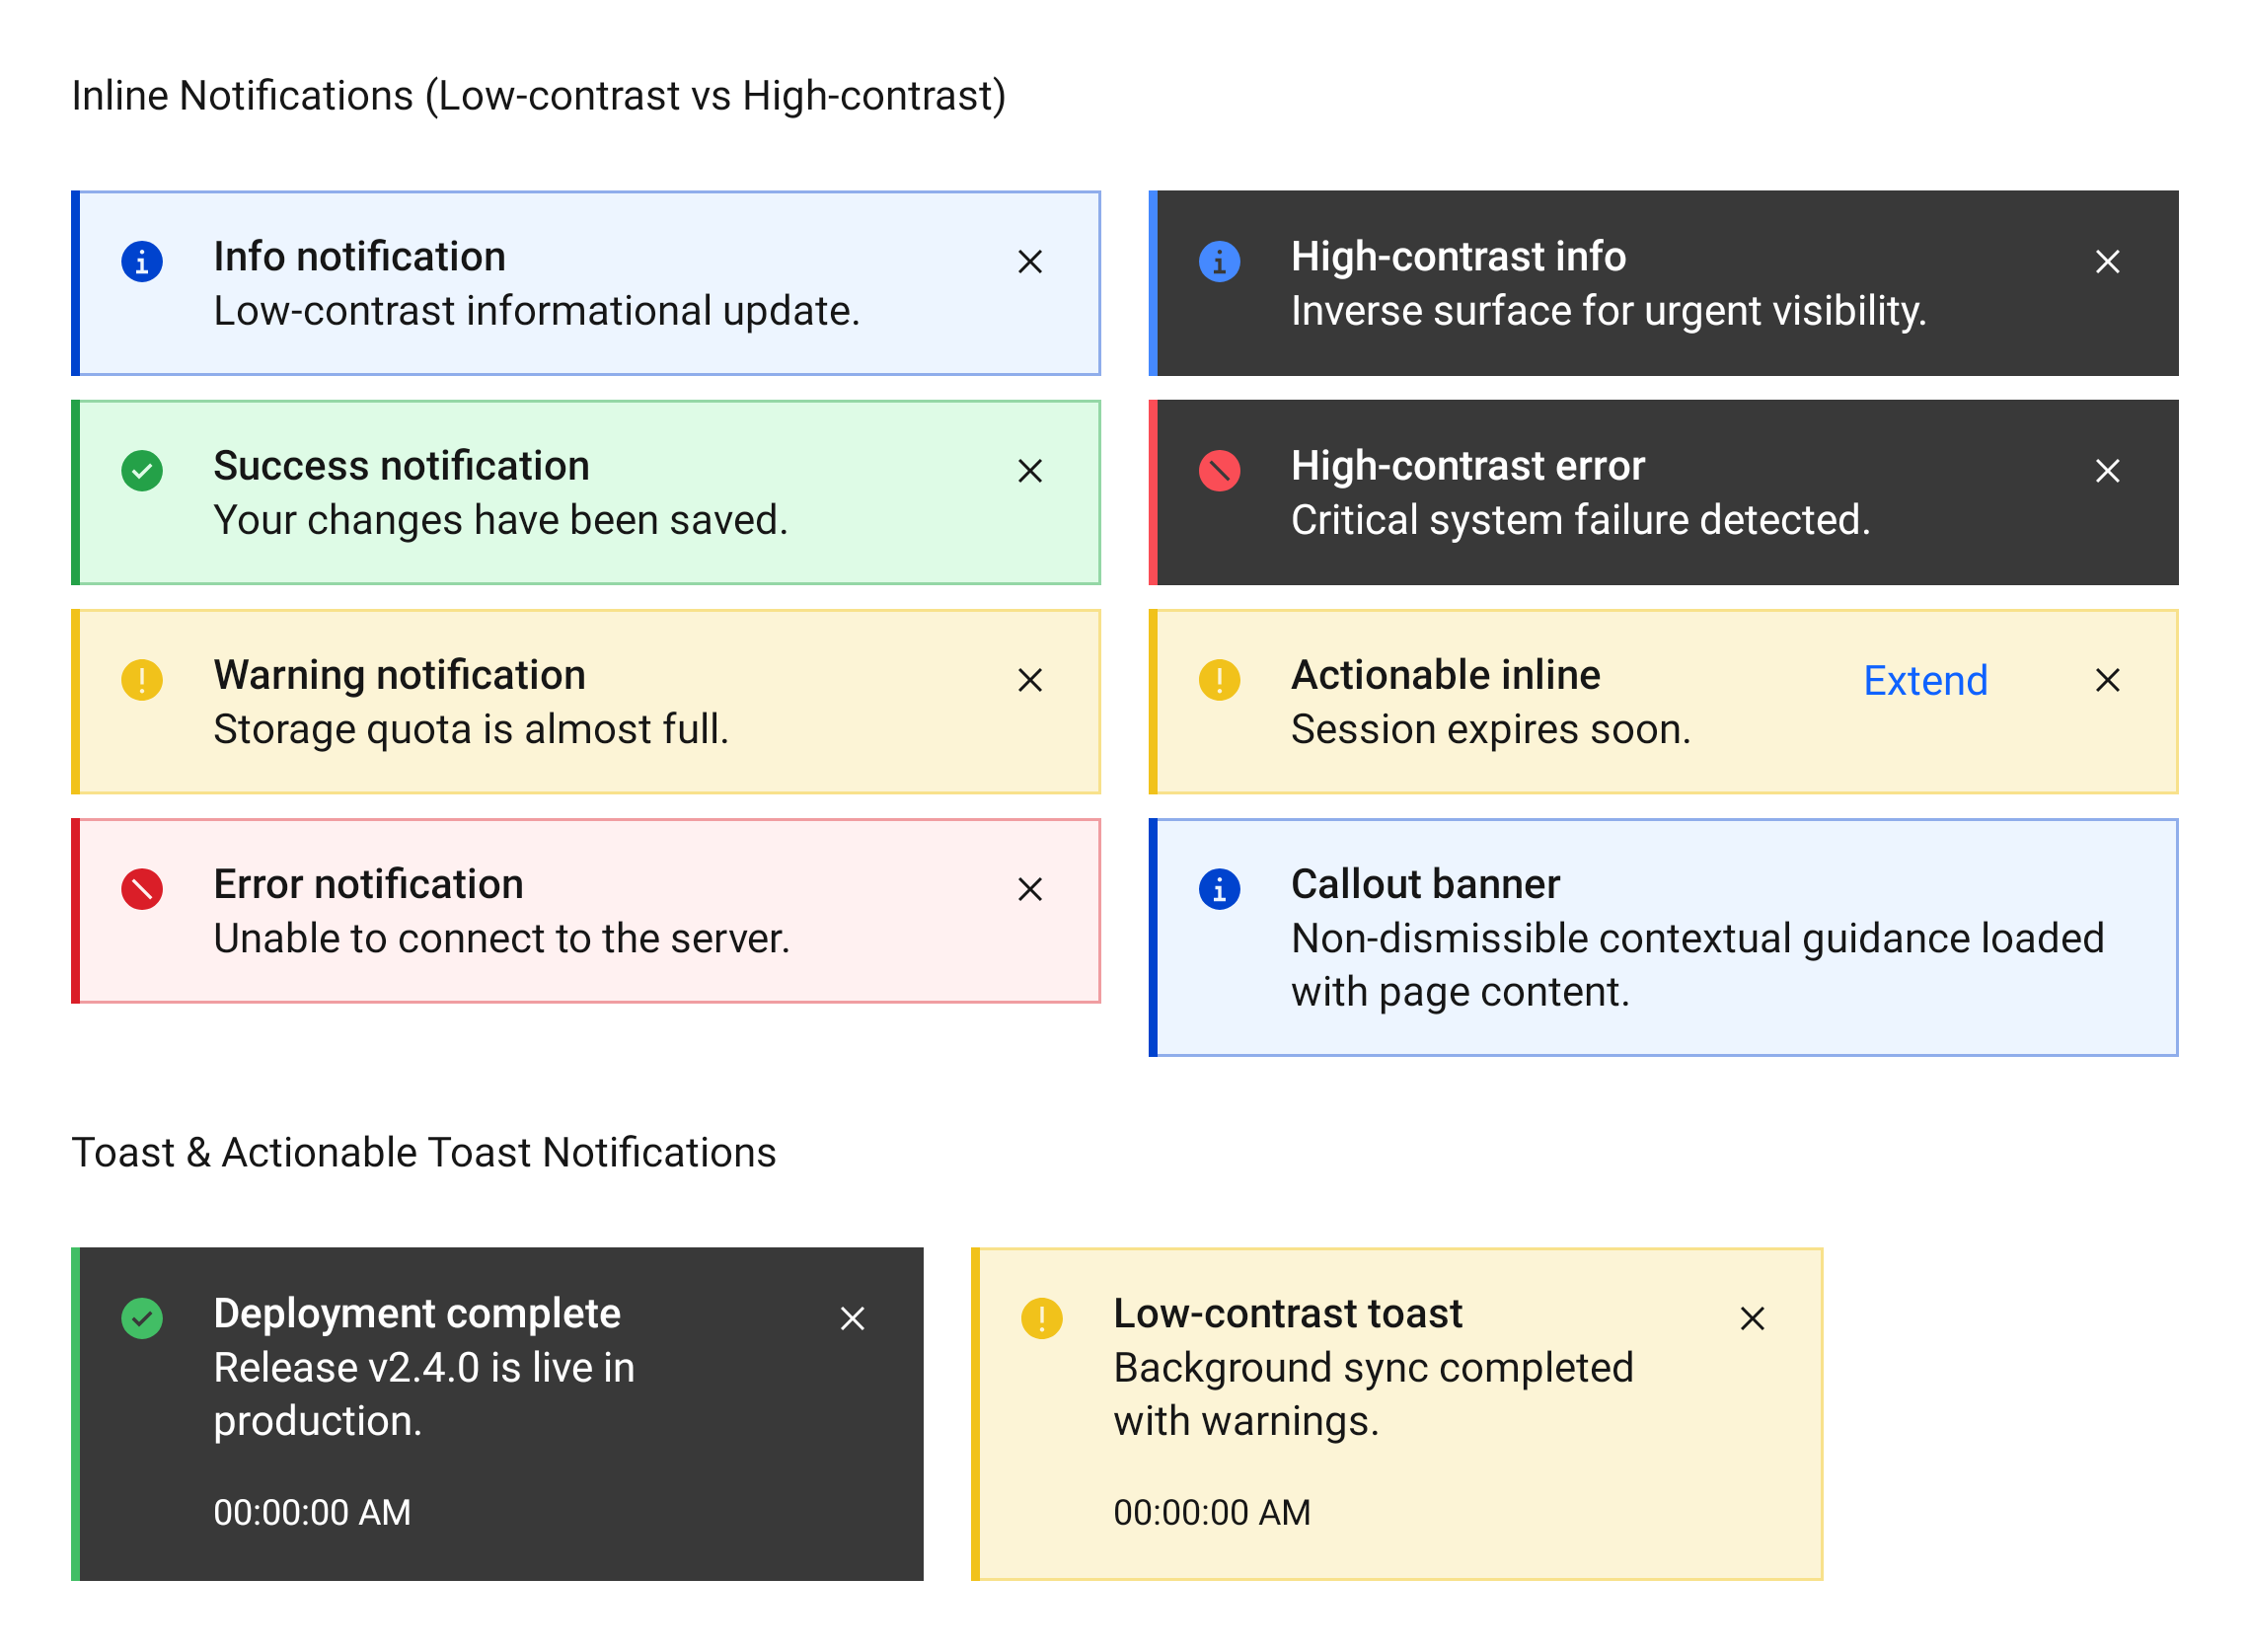 Inline Notifications (Low-contrast vs High-contrast)
Info notification
Low-contrast informational update.
High-contrast info
Inverse surface for urgent visibility.
Success notification
Your changes have been saved.
High-contrast error
Critical system failure detected.
Warning notification
Storage quota is almost full.
Actionable inline
Session expires soon.
Extend
Error notification
Unable to connect to the server.
Callout banner
Non-dismissible contextual guidance loaded
with page content.
Toast & Actionable Toast Notifications
Deployment complete
Release v2.4.0 is live in
production.
00:00:00 AM
Low-contrast toast
Background sync completed
with warnings.
00:00:00 AM